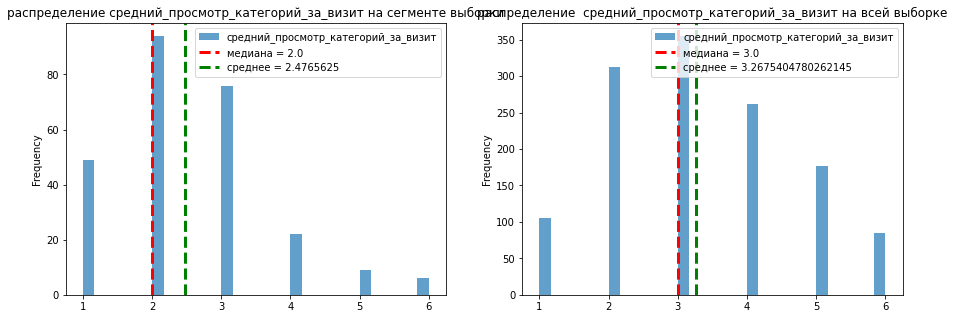 распределение средний_просмотр_категорий_за_визит на сегменте выборки
распределение  средний_просмотр_категорий_за_визит на всей выборке
средний_просмотр_категорий_за_визит
медиана = 2.0
среднее = 2.4765625
Frequency
80
60
40
20
0
1 2 3 4 5 6
средний_просмотр_категорий_за_визит
медиана = 3.0
среднее = 3.2675404780262145
Frequency
350
300
250
200
150
100
50
0
1 2 3 4 5 6